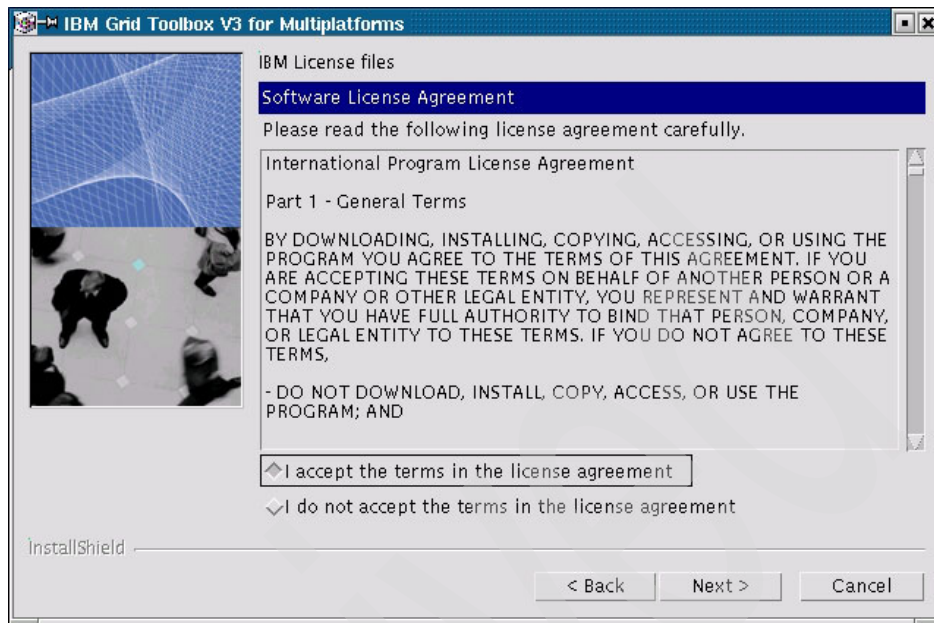 IBM Grid Toolbox V3 for Multiplatforms
IBM License files
Software License Agreement
Please read the following license agreement carefully.
International Program License Agreement
Part 1 - General Terms
BY DOWNLOADING, INSTALLING, COPYING, ACCESSING, OR USING THE
PROGRAM YOU AGREE TO THE TERMS OF THIS AGREEMENT. IF YOU
ARE ACCEPTING THESE TERMS ON BEHALF OF ANOTHER PERSON OR A
COMPANY OR OTHER LEGAL ENTITY, YOU REPRESENT AND WARRANT
THAT YOU HAVE FULL AUTHORITY TO BIND THAT PERSON, COMPANY,
OR LEGAL ENTITY TO THESE TERMS. IF YOU DO NOT AGREE TO THESE
TERMS,
- DO NOT DOWNLOAD, INSTALL, COPY, ACCESS, OR USE THE
PROGRAM; AND
I accept the terms in the license agreement
I do not accept the terms in the license agreement
InstallShield
< Back Next > Cancel